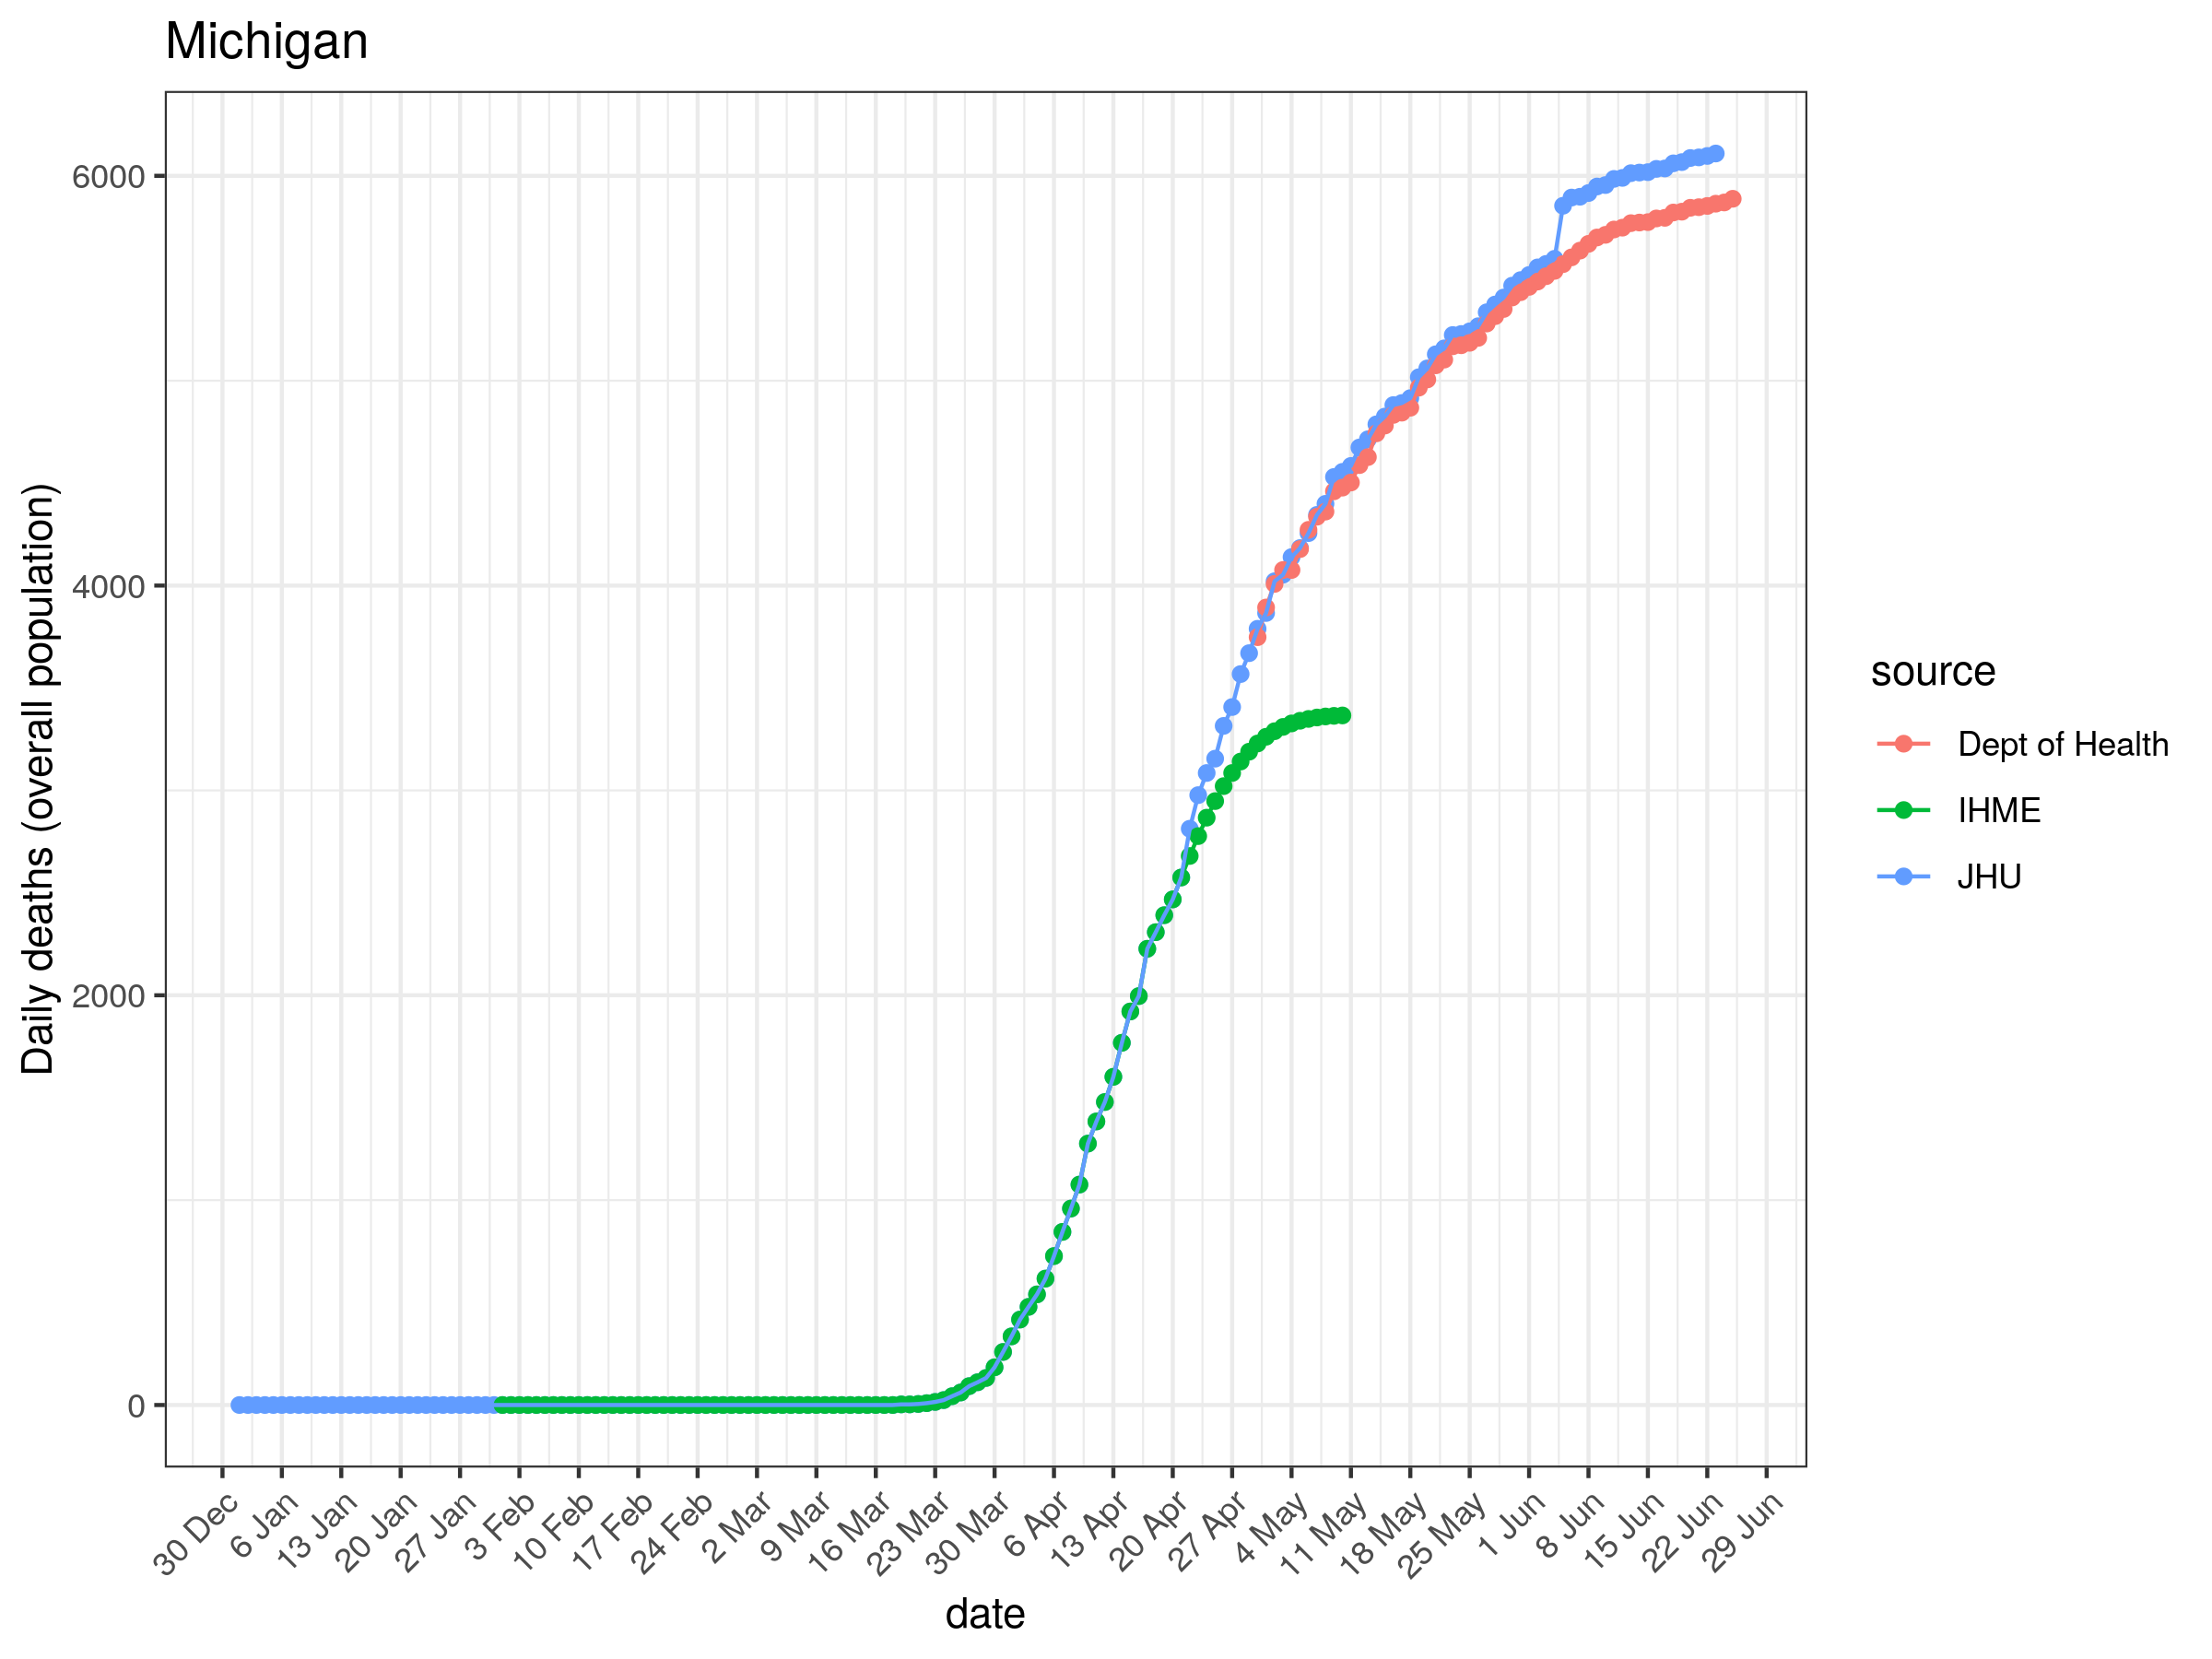 Michigan
Daily deaths (overall population)
6000
4000
2000
0
30 Dec
6 Jan
13 Jan
20 Jan
27 Jan
3 Feb
10 Feb
17 Feb
24 Feb
2 Mar
9 Mar
16 Mar
23 Mar
30 Mar
6 Apr
13 Apr
20 Apr
27 Apr
4 May
11 May
18 May
25 May
1 Jun
8 Jun
15 Jun
22 Jun
29 Jun
date
source
Dept of Health
IHME
JHU